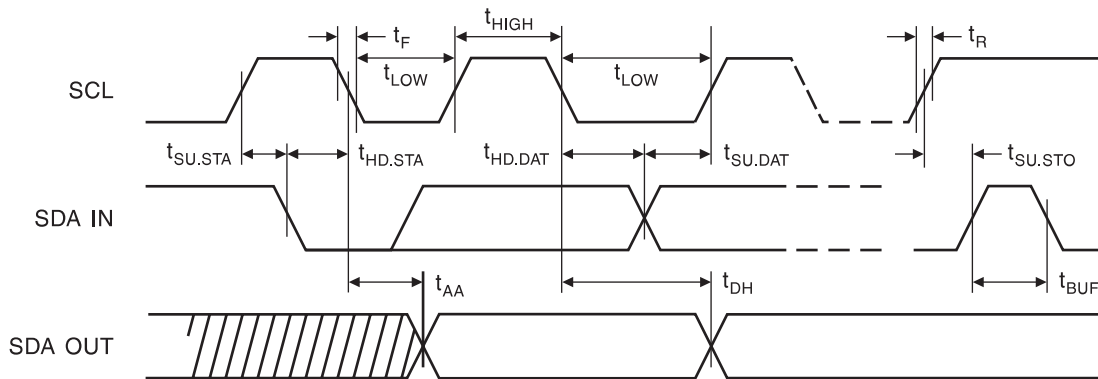 t_HIGH
t_F
t_R
t_LOW
t_LOW
SCL
t_SU.STA
t_HD.STA
t_HD.DAT
t_SU.DAT
t_SU.STO
SDA IN
t_AA
t_DH
t_BUF
SDA OUT